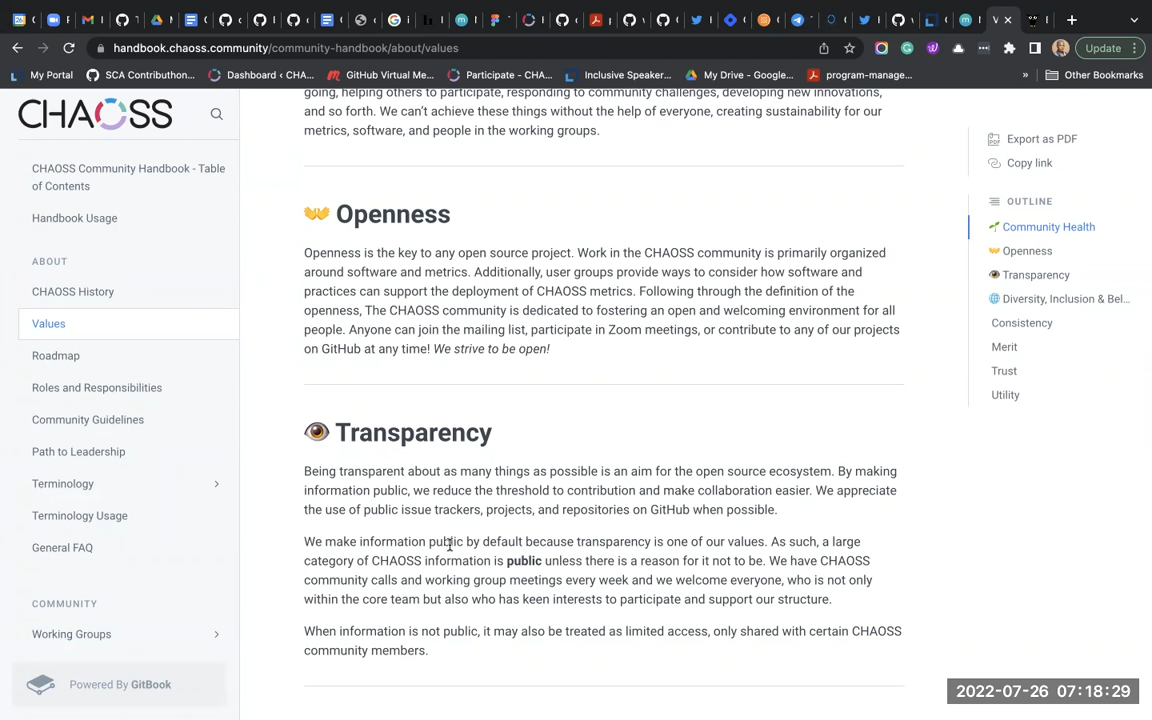 handbook.chaoss.community/community-handbook/about/values
Update
My Portal
SCA Contributhon...
Dashboard ‹ CHA...
GitHub Virtual Me...
Participate - CHA...
Inclusive Speaker...
My Drive - Google...
program-manage...
»
Other Bookmarks
CHAOSS
CHAOSS Community Handbook - Table
of Contents
Handbook Usage
ABOUT
CHAOSS History
Values
Roadmap
Roles and Responsibilities
Community Guidelines
Path to Leadership
Terminology
Terminology Usage
General FAQ
COMMUNITY
Working Groups
Powered By GitBook
going, helping others to participate, responding to community challenges, developing new innovations,
and so forth. We can't achieve these things without the help of everyone, creating sustainability for our
metrics, software, and people in the working groups.
Openness
Openness is the key to any open source project. Work in the CHAOSS community is primarily organized
around software and metrics. Additionally, user groups provide ways to consider how software and
practices can support the deployment of CHAOSS metrics. Following through the definition of the
openness, The CHAOSS community is dedicated to fostering an open and welcoming environment for all
people. Anyone can join the mailing list, participate in Zoom meetings, or contribute to any of our projects
on GitHub at any time! We strive to be open!
Transparency
Being transparent about as many things as possible is an aim for the open source ecosystem. By making
information public, we reduce the threshold to contribution and make collaboration easier. We appreciate
the use of public issue trackers, projects, and repositories on GitHub when possible.
We make information public by default because transparency is one of our values. As such, a large
category of CHAOSS information is public unless there is a reason for it not to be. We have CHAOSS
community calls and working group meetings every week and we welcome everyone, who is not only
within the core team but also who has keen interests to participate and support our structure.
When information is not public, it may also be treated as limited access, only shared with certain CHAOSS
community members.
Export as PDF
Copy link
OUTLINE
Community Health
Openness
Transparency
Diversity, Inclusion & Bel...
Consistency
Merit
Trust
Utility
2022-07-26 07:18:29